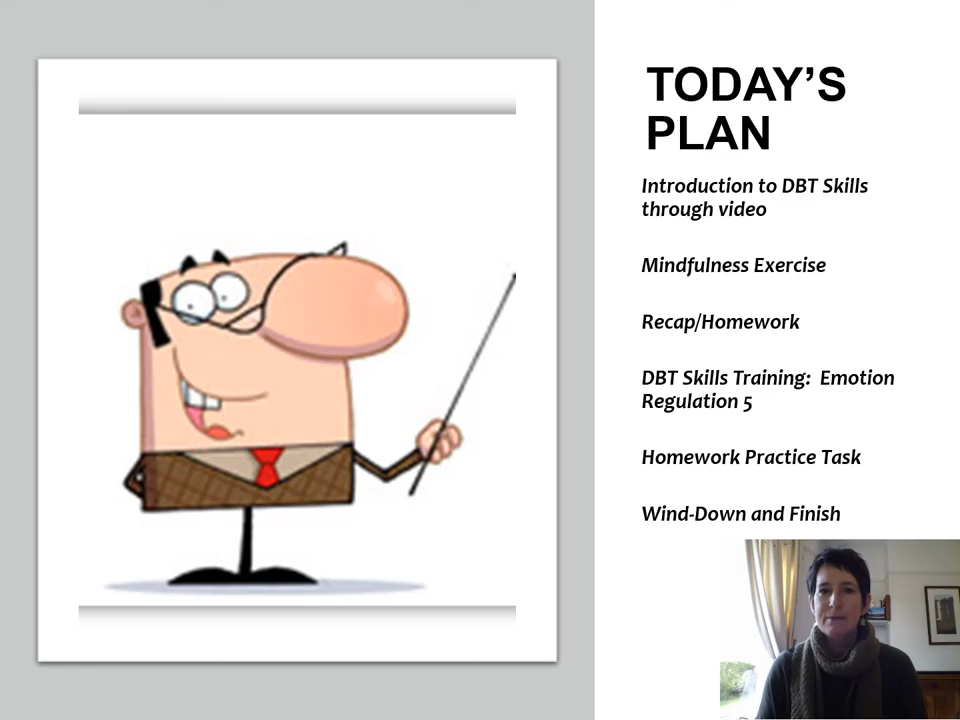 TODAY’S
PLAN
Introduction to DBT Skills
through video
Mindfulness Exercise
Recap/Homework
DBT Skills Training:  Emotion
Regulation 5
Homework Practice Task
Wind-Down and Finish